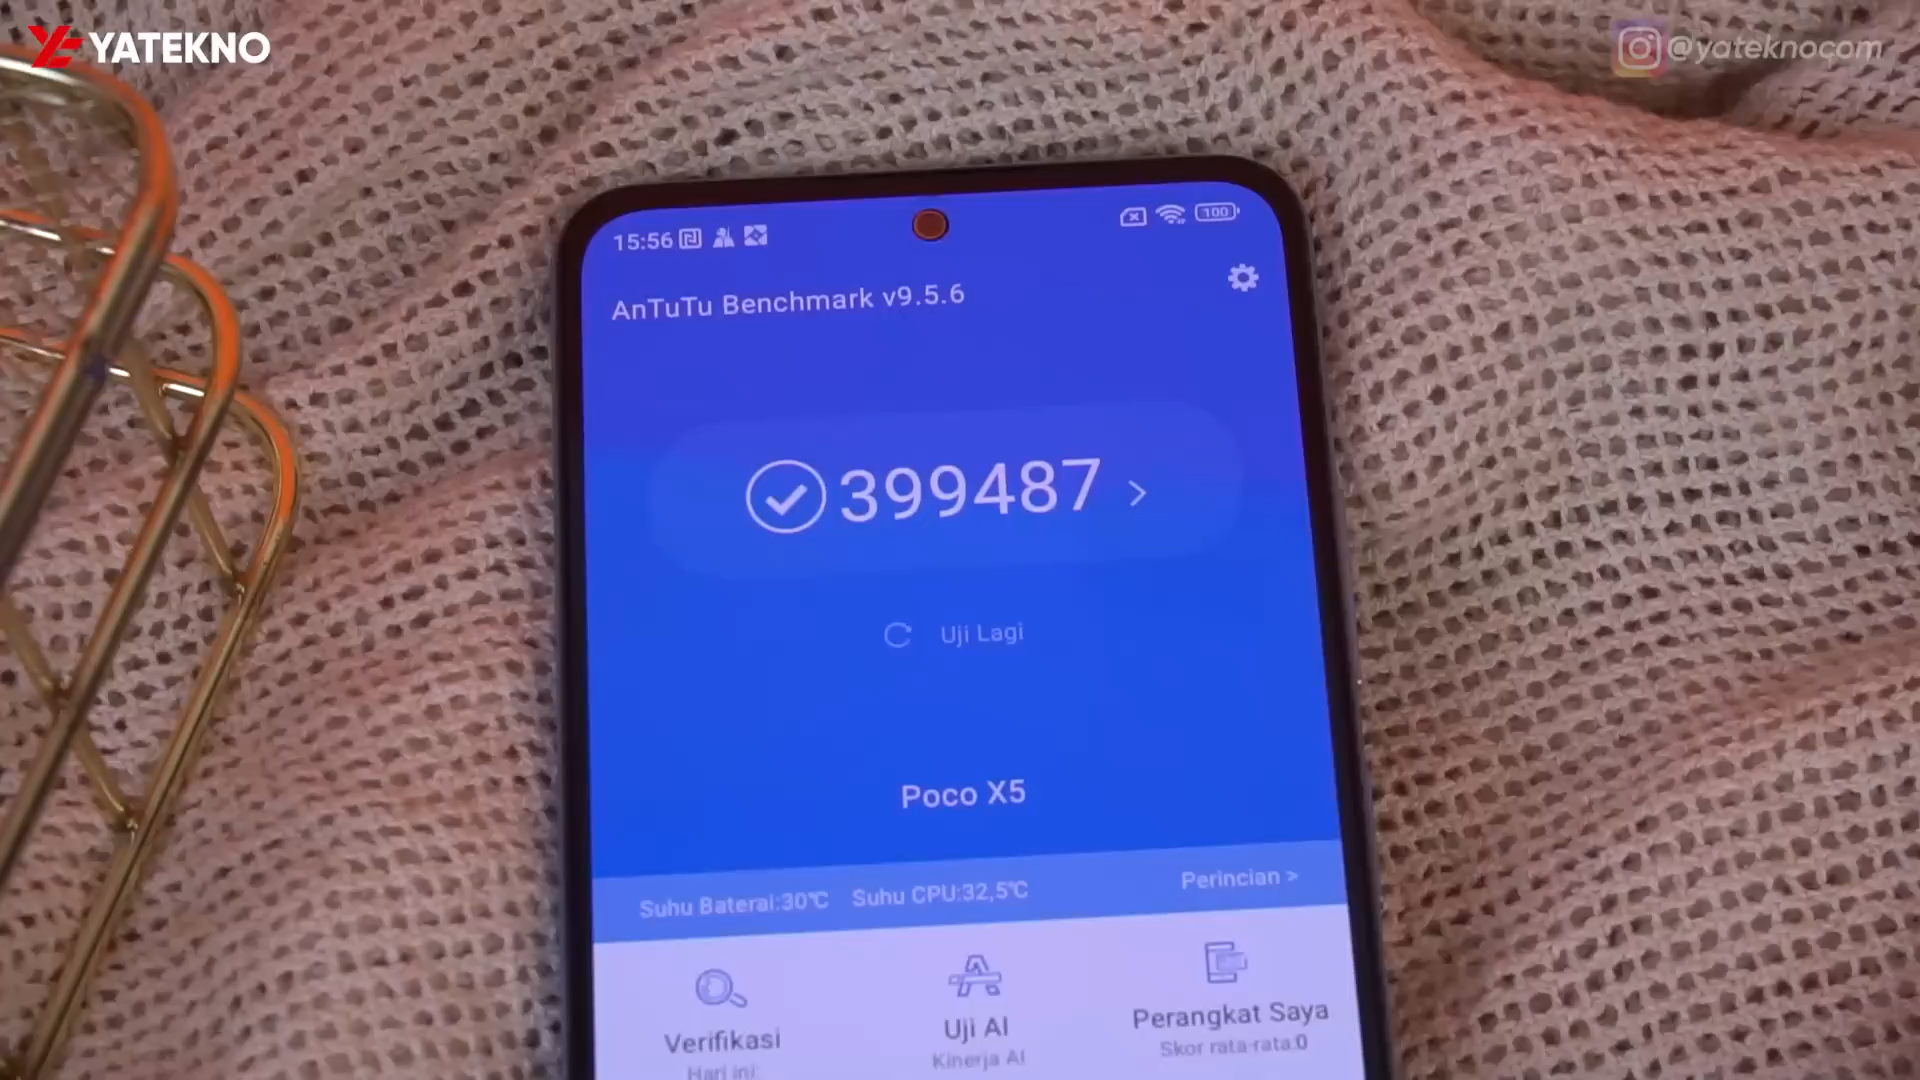 YATEKNO
@yateknocom
15:56
100
AnTuTu Benchmark v9.5.6
399487 >
Uji Lagi
Poco X5
Suhu Baterai:30℃ Suhu CPU:32,5℃ Perincian >
Verifikasi Uji AI Perangkat Saya
Hari ini: Kinerja AI Skor rata-rata:0